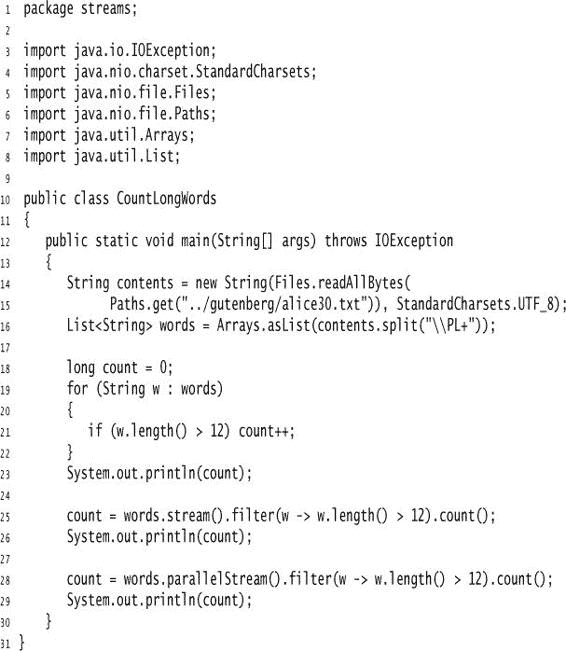 1 package streams;
2
3 import java.io.IOException;
4 import java.nio.charset.StandardCharsets;
5 import java.nio.file.Files;
6 import java.nio.file.Paths;
7 import java.util.Arrays;
8 import java.util.List;
9
10 public class CountLongWords
11 {
12    public static void main(String[] args) throws IOException
13    {
14       String contents = new String(Files.readAllBytes(
15             Paths.get("../gutenberg/alice30.txt")), StandardCharsets.UTF_8);
16       List<String> words = Arrays.asList(contents.split("\\PL+"));
17
18       long count = 0;
19       for (String w : words)
20       {
21          if (w.length() > 12) count++;
22       }
23       System.out.println(count);
24
25       count = words.stream().filter(w -> w.length() > 12).count();
26       System.out.println(count);
27
28       count = words.parallelStream().filter(w -> w.length() > 12).count();
29       System.out.println(count);
30    }
31 }